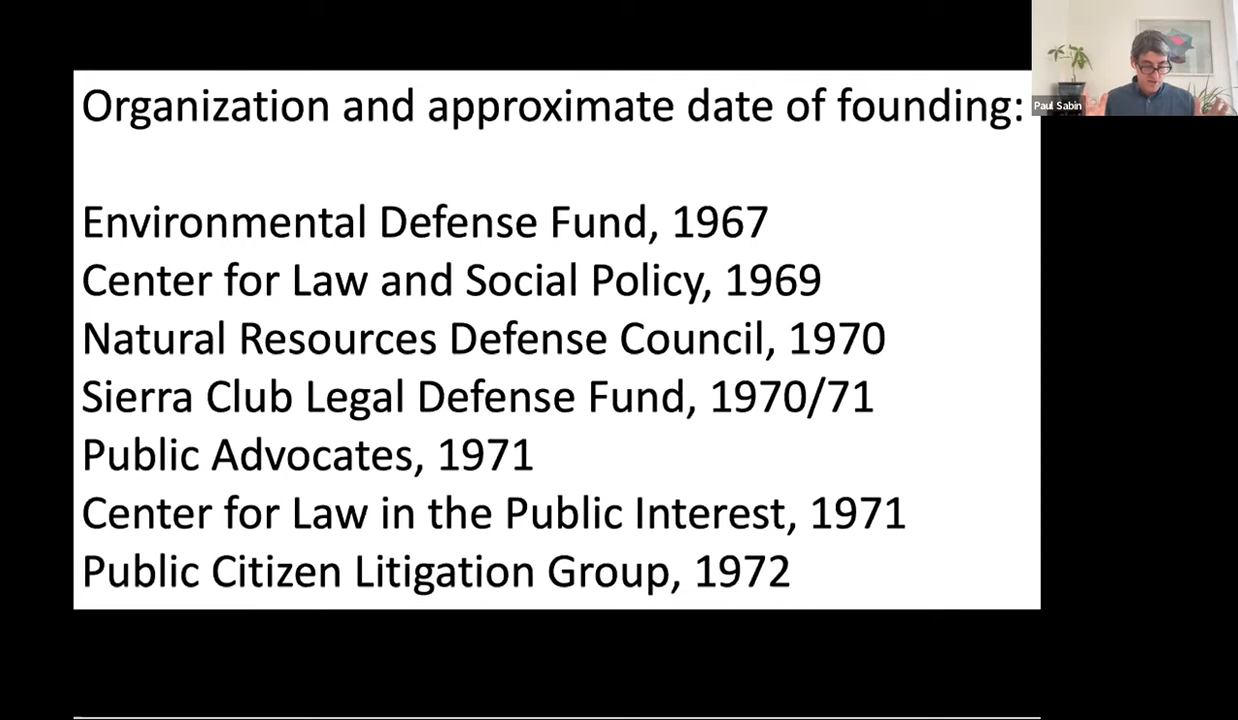 Organization and approximate date of founding:
Paul Sabin
Environmental Defense Fund, 1967
Center for Law and Social Policy, 1969
Natural Resources Defense Council, 1970
Sierra Club Legal Defense Fund, 1970/71
Public Advocates, 1971
Center for Law in the Public Interest, 1971
Public Citizen Litigation Group, 1972